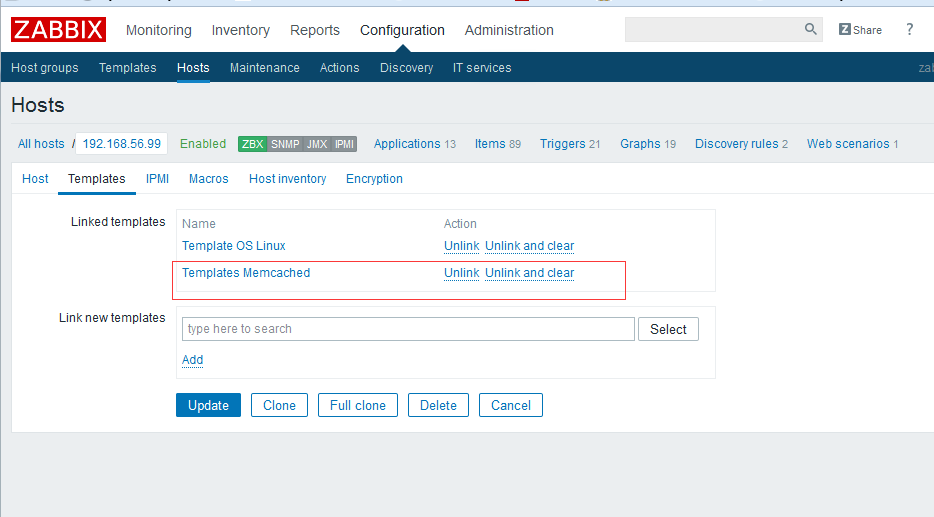 ZABBIX Monitoring Inventory Reports Configuration Administration Z Share ?
Host groups Templates Hosts Maintenance Actions Discovery IT services
Hosts
All hosts / 192.168.56.99 Enabled ZBX SNMP JMX IPMI Applications 13 Items 89 Triggers 21 Graphs 19 Discovery rules 2 Web scenarios 1
Host Templates IPMI Macros Host inventory Encryption
Linked templates Name Action
Template OS Linux Unlink Unlink and clear
Templates Memcached Unlink Unlink and clear
Link new templates
type here to search Select
Add
Update Clone Full clone Delete Cancel